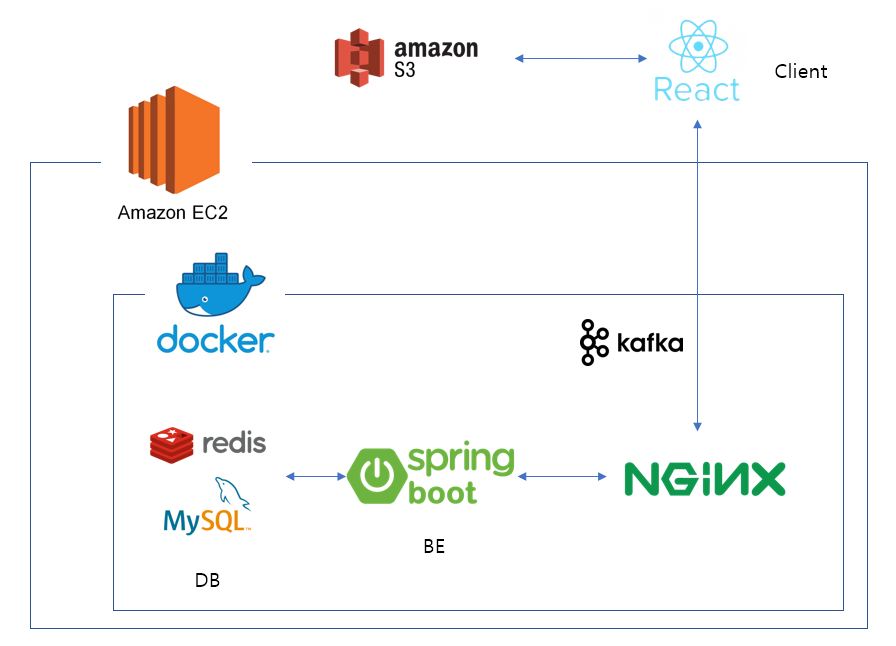 amazon
S3
React
Client
Amazon EC2
docker
kafka
redis
spring
boot
NGINX
MySQL
BE
DB